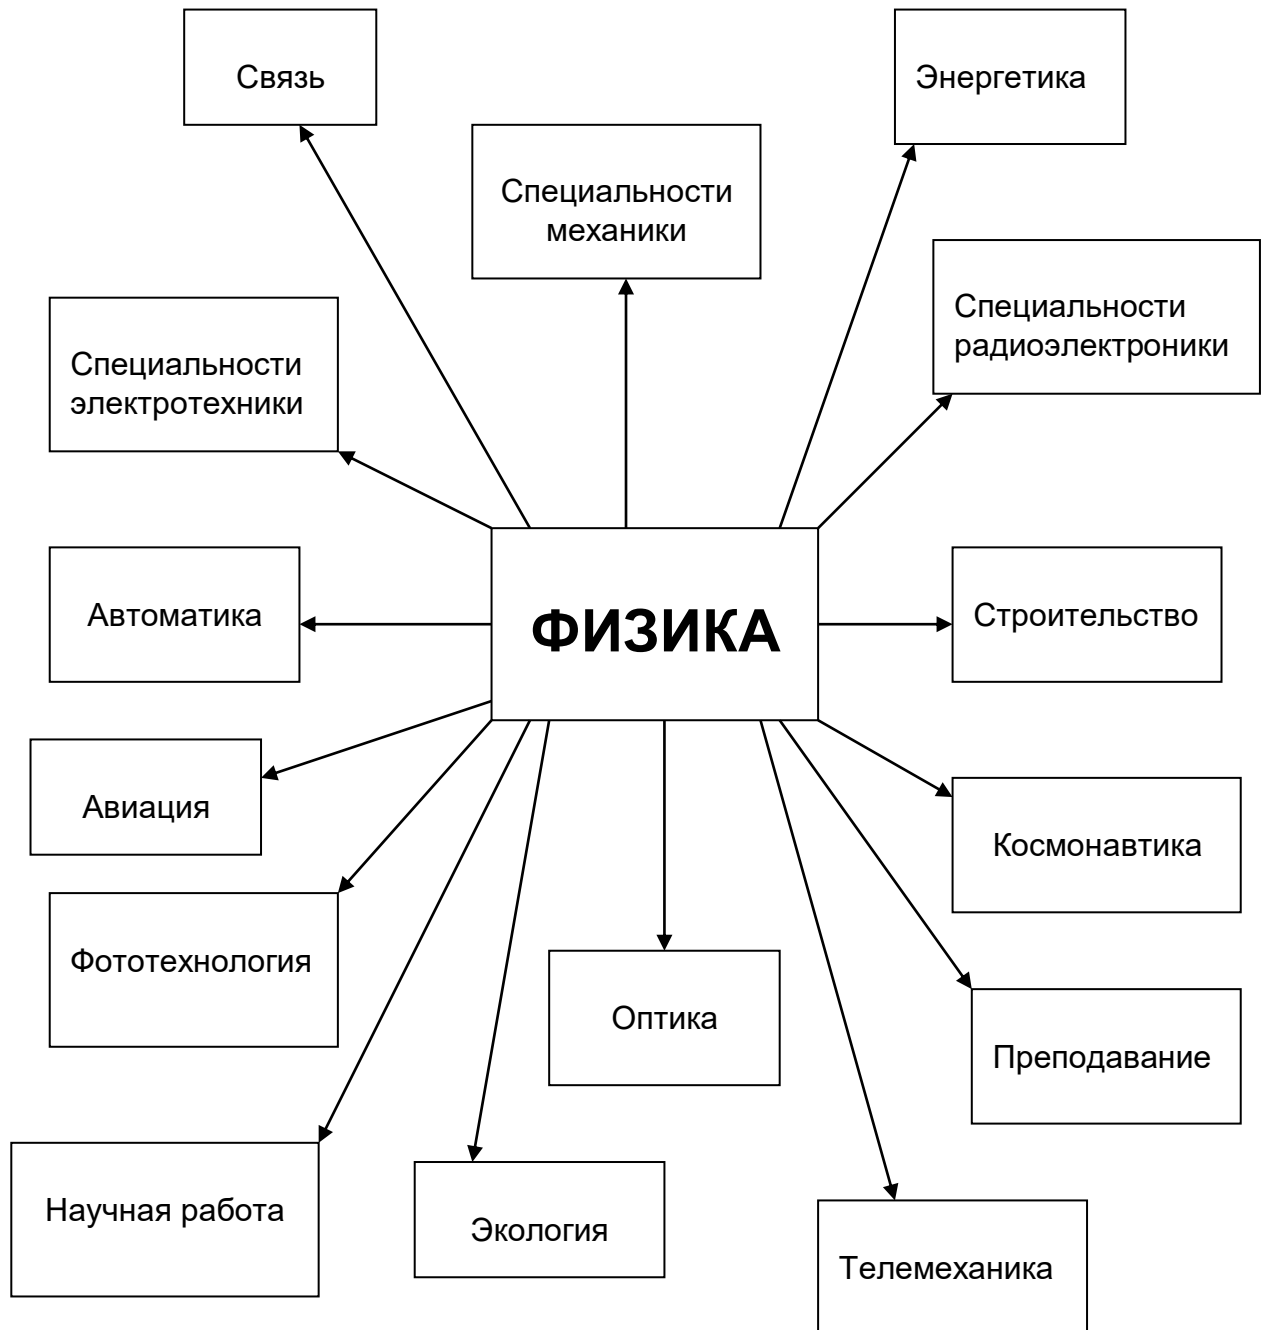 Связь
Энергетика
Специальности
механики
Специальности
радиоэлектроники
Специальности
электротехники
Автоматика
ФИЗИКА
Строительство
Авиация
Космонавтика
Фототехнология
Оптика
Преподавание
Научная работа
Экология
Телемеханика